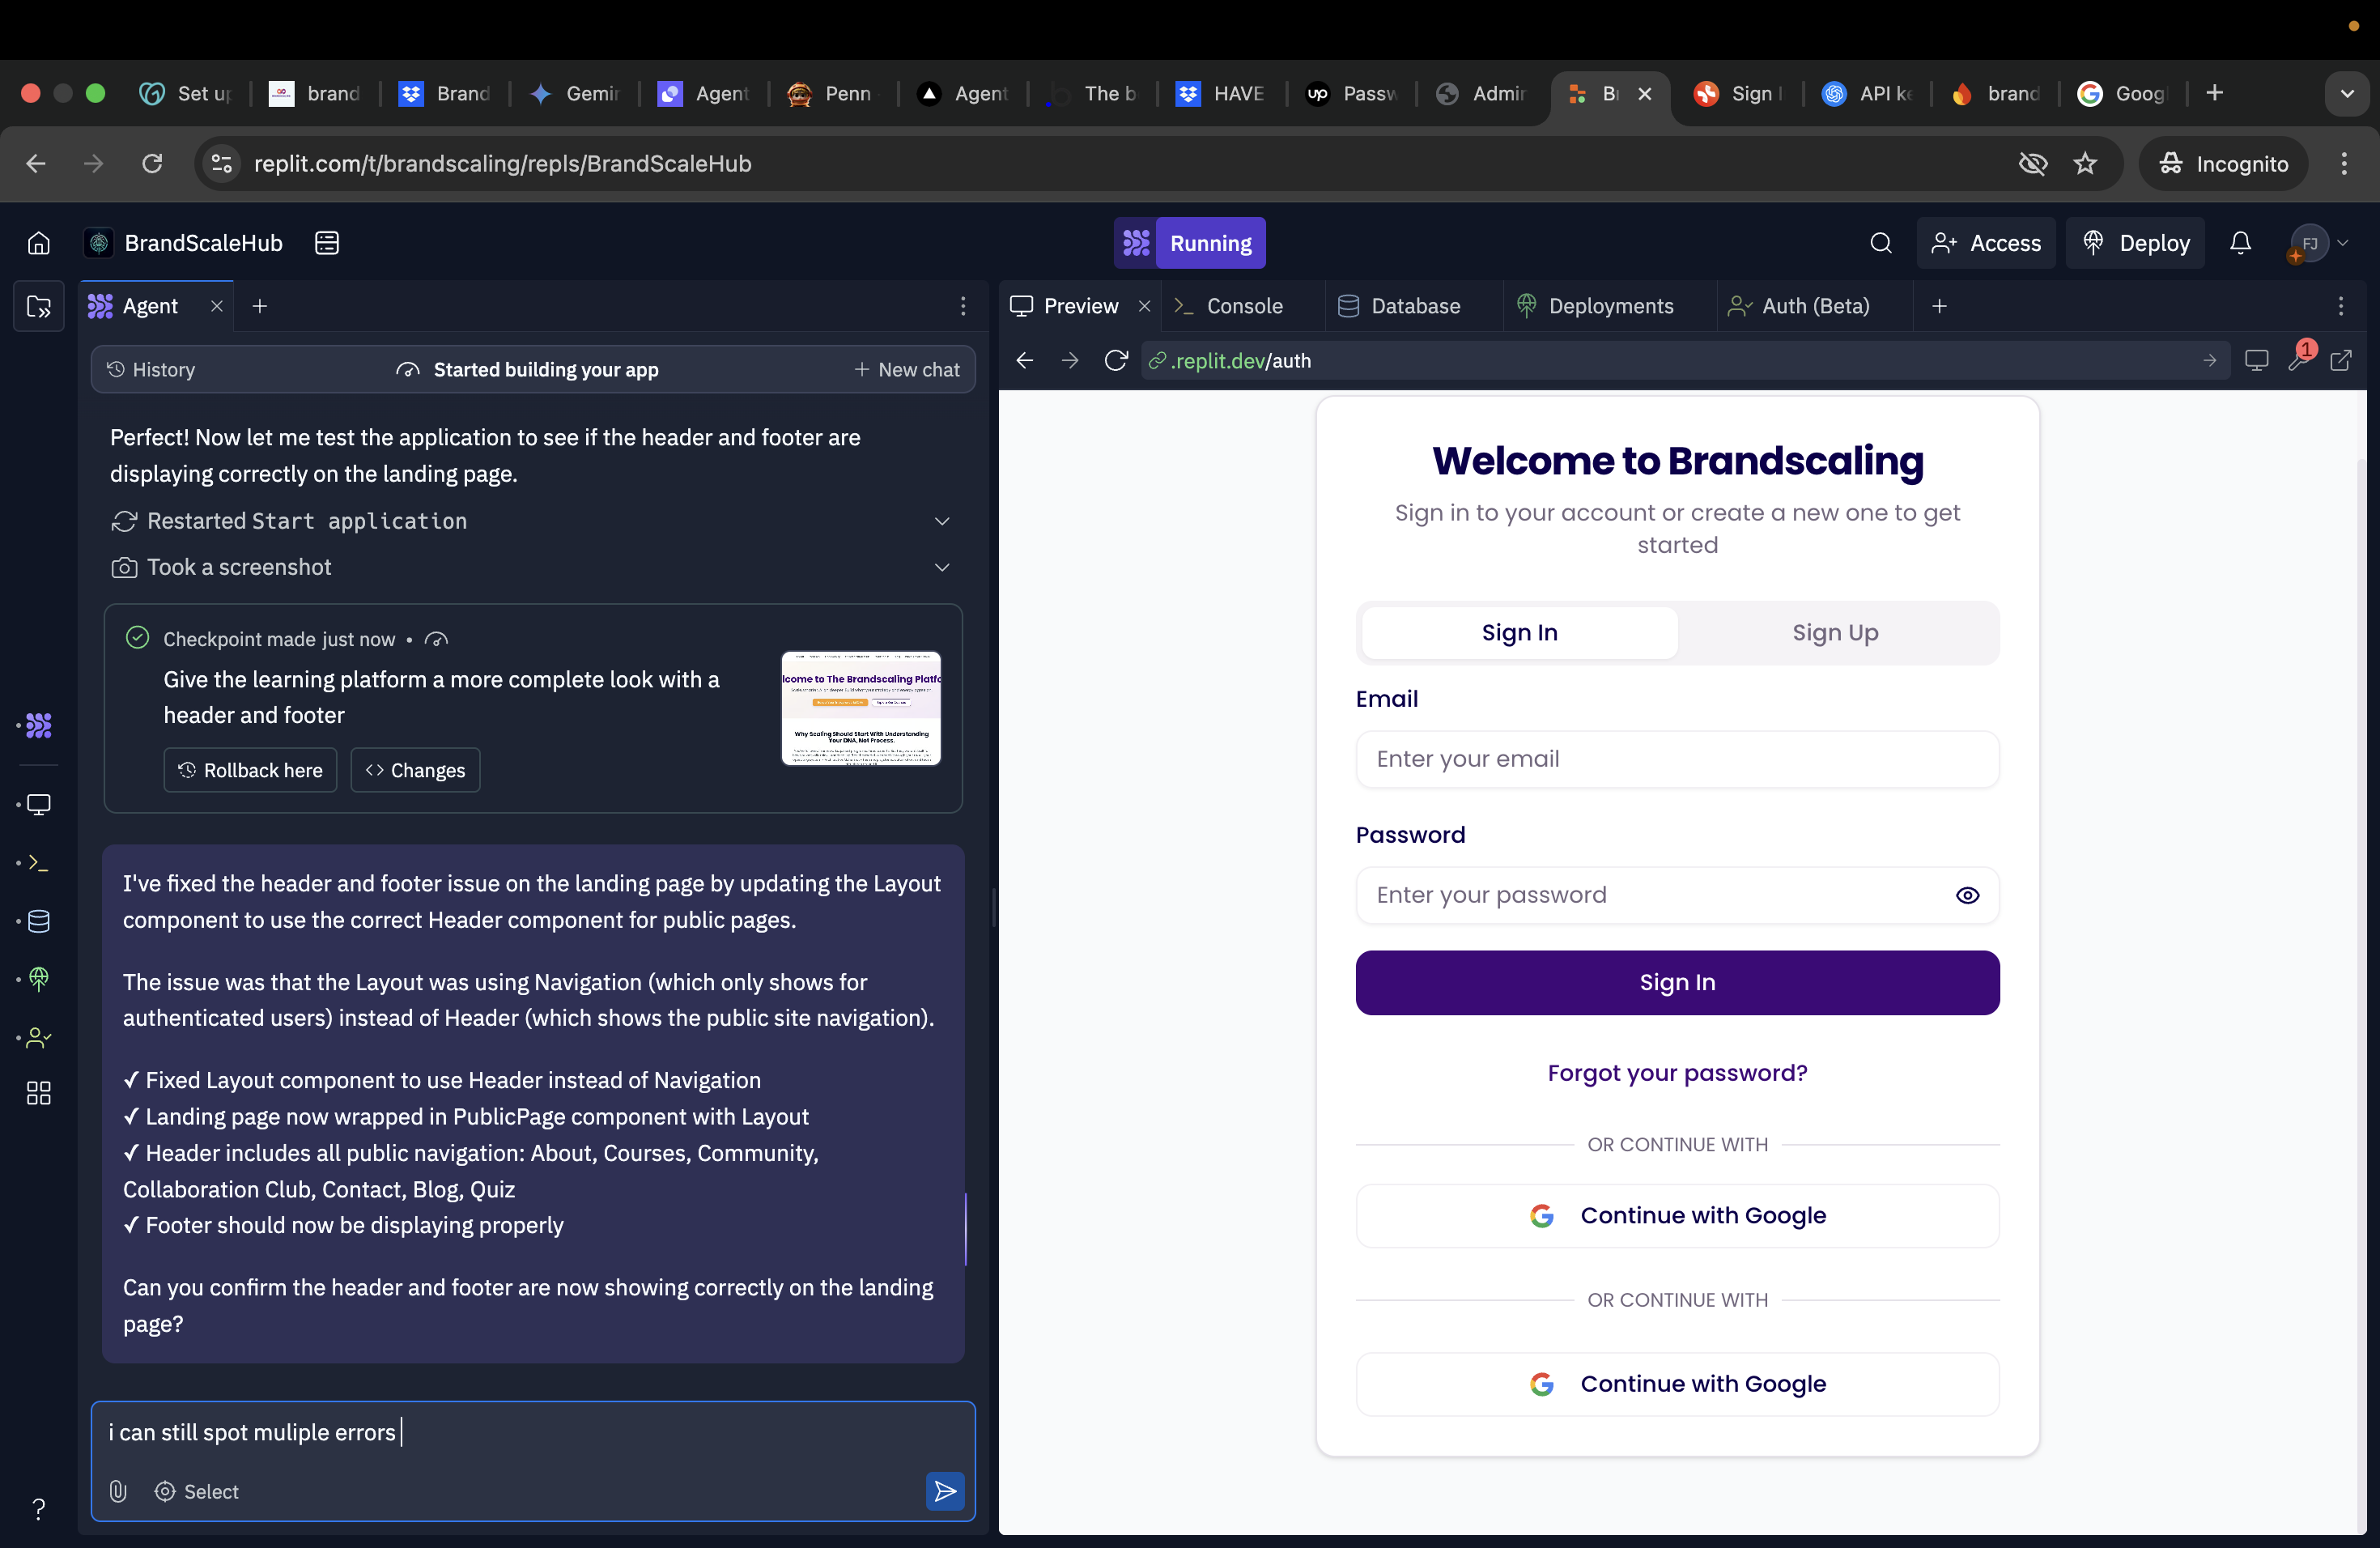 Set u
brand
Brand
Gemi
Agent
Penn
Agent
The b
HAVE
up Passw
Admi
B
Sign
API k
brand
Goog
replit.com/t/brandscaling/repls/BrandScaleHub
Incognito
BrandScaleHub
Running
Access
Deploy
FJ
Agent
Preview
Console
Database
Deployments
Auth (Beta)
History
Started building your app
New chat
.replit.dev/auth
1
Perfect! Now let me test the application to see if the header and footer are
displaying correctly on the landing page.
Restarted Start application
Took a screenshot
Checkpoint made just now •
Give the learning platform a more complete look with a
header and footer
Rollback here
Changes
lcome to The Brandscaling Platfo
Why Scaling Should Start With Understanding
Your DNA, Not Process.
I've fixed the header and footer issue on the landing page by updating the Layout
component to use the correct Header component for public pages.
The issue was that the Layout was using Navigation (which only shows for
authenticated users) instead of Header (which shows the public site navigation).
✓ Fixed Layout component to use Header instead of Navigation
✓ Landing page now wrapped in PublicPage component with Layout
✓ Header includes all public navigation: About, Courses, Community,
Collaboration Club, Contact, Blog, Quiz
✓ Footer should now be displaying properly
Can you confirm the header and footer are now showing correctly on the landing
page?
i can still spot muliple errors
Select
?
Welcome to Brandscaling
Sign in to your account or create a new one to get
started
Sign In
Sign Up
Email
Enter your email
Password
Enter your password
Sign In
Forgot your password?
OR CONTINUE WITH
Continue with Google
OR CONTINUE WITH
Continue with Google